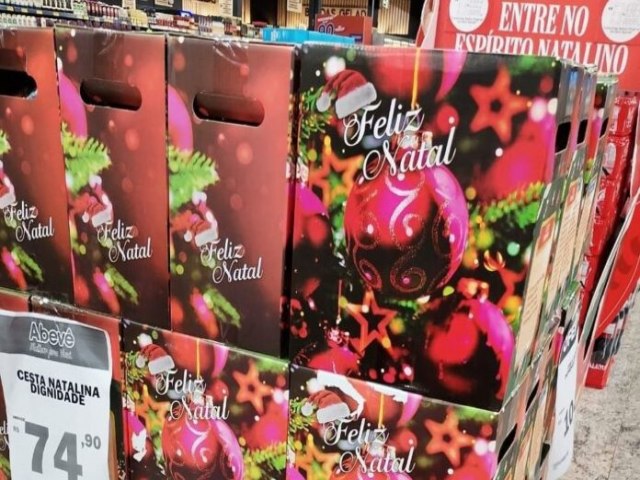 ENTRE NO
ESPÍRITO NATALINO
Feliz
Natal
Feliz
Natal
Feliz
Natal
Feliz
Natal
Feliz
Natal
Feliz
Natal
Abevê
CESTA NATALINA
DIGNIDADE
R$ 74,90